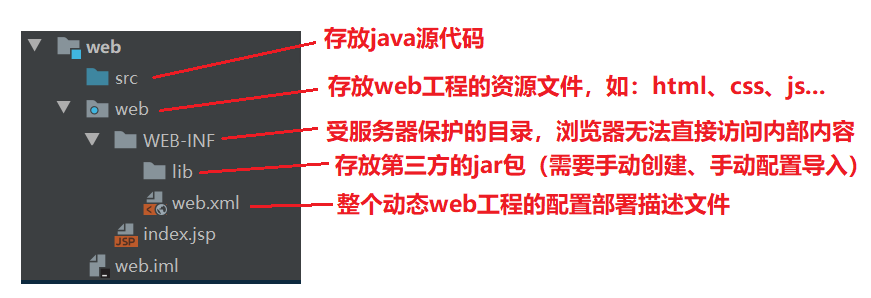 web
存放java源代码
src
存放web工程的资源文件，如：html、css、js...
web
受服务器保护的目录，浏览器无法直接访问内部内容
WEB-INF
存放第三方的jar包（需要手动创建、手动配置导入）
lib
web.xml
整个动态web工程的配置部署描述文件
JSP
index.jsp
web.iml